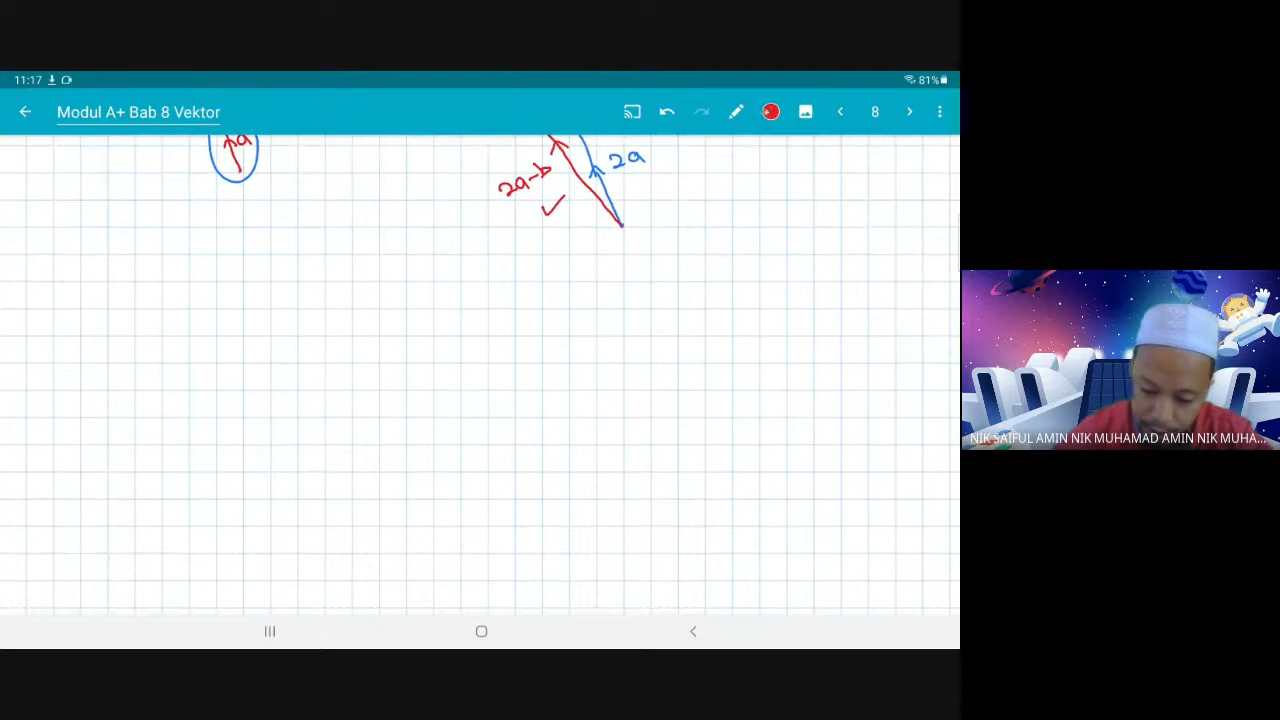 11:17 81%
Modul A+ Bab 8 Vektor 8
a
2a
2a-b
NIK SAIFUL AMIN NIK MUHAMAD AMIN NIK MUHA...